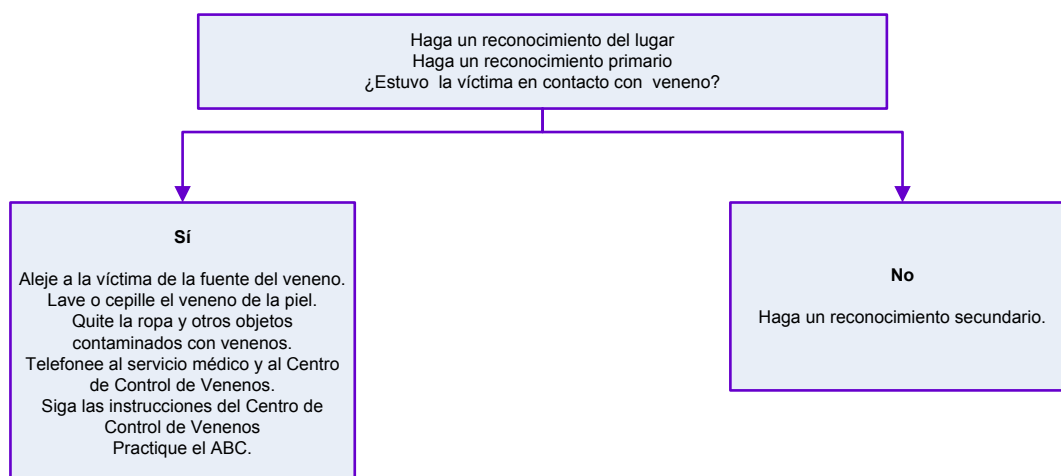 Haga un reconocimiento del lugar
Haga un reconocimiento primario
¿Estuvo  la víctima en contacto con  veneno?
Sí
Aleje a la víctima de la fuente del veneno.
Lave o cepille el veneno de la piel.
Quite la ropa y otros objetos
contaminados con venenos.
Telefonee al servicio médico y al Centro
de Control de Venenos.
Siga las instrucciones del Centro de
Control de Venenos
Practique el ABC.
No
Haga un reconocimiento secundario.